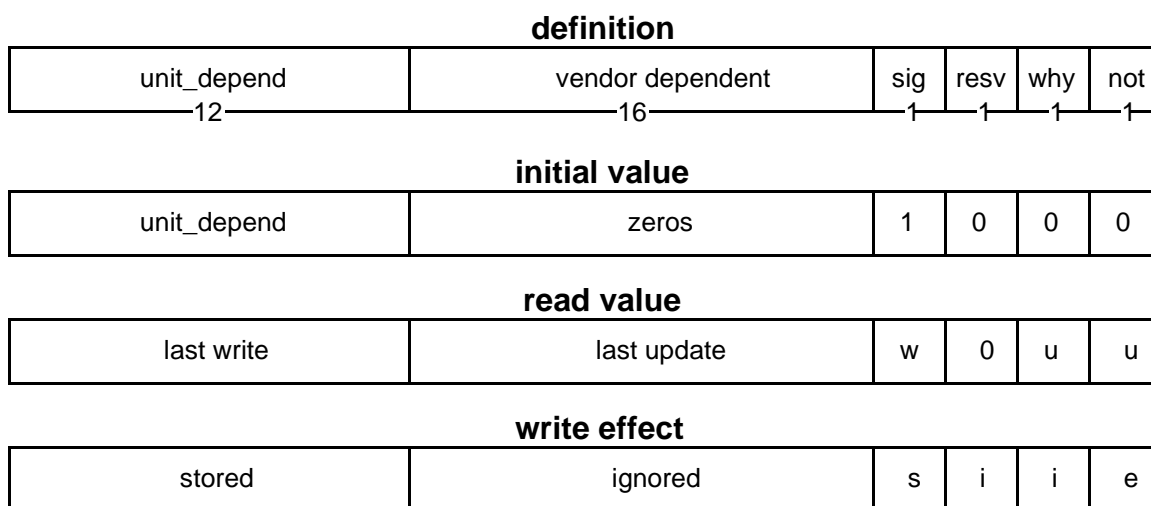 definition
unit_depend vendor dependent sig resv why not
12 16 1 1 1 1
initial value
unit_depend zeros 1 0 0 0
read value
last write last update w 0 u u
write effect
stored ignored s i i e